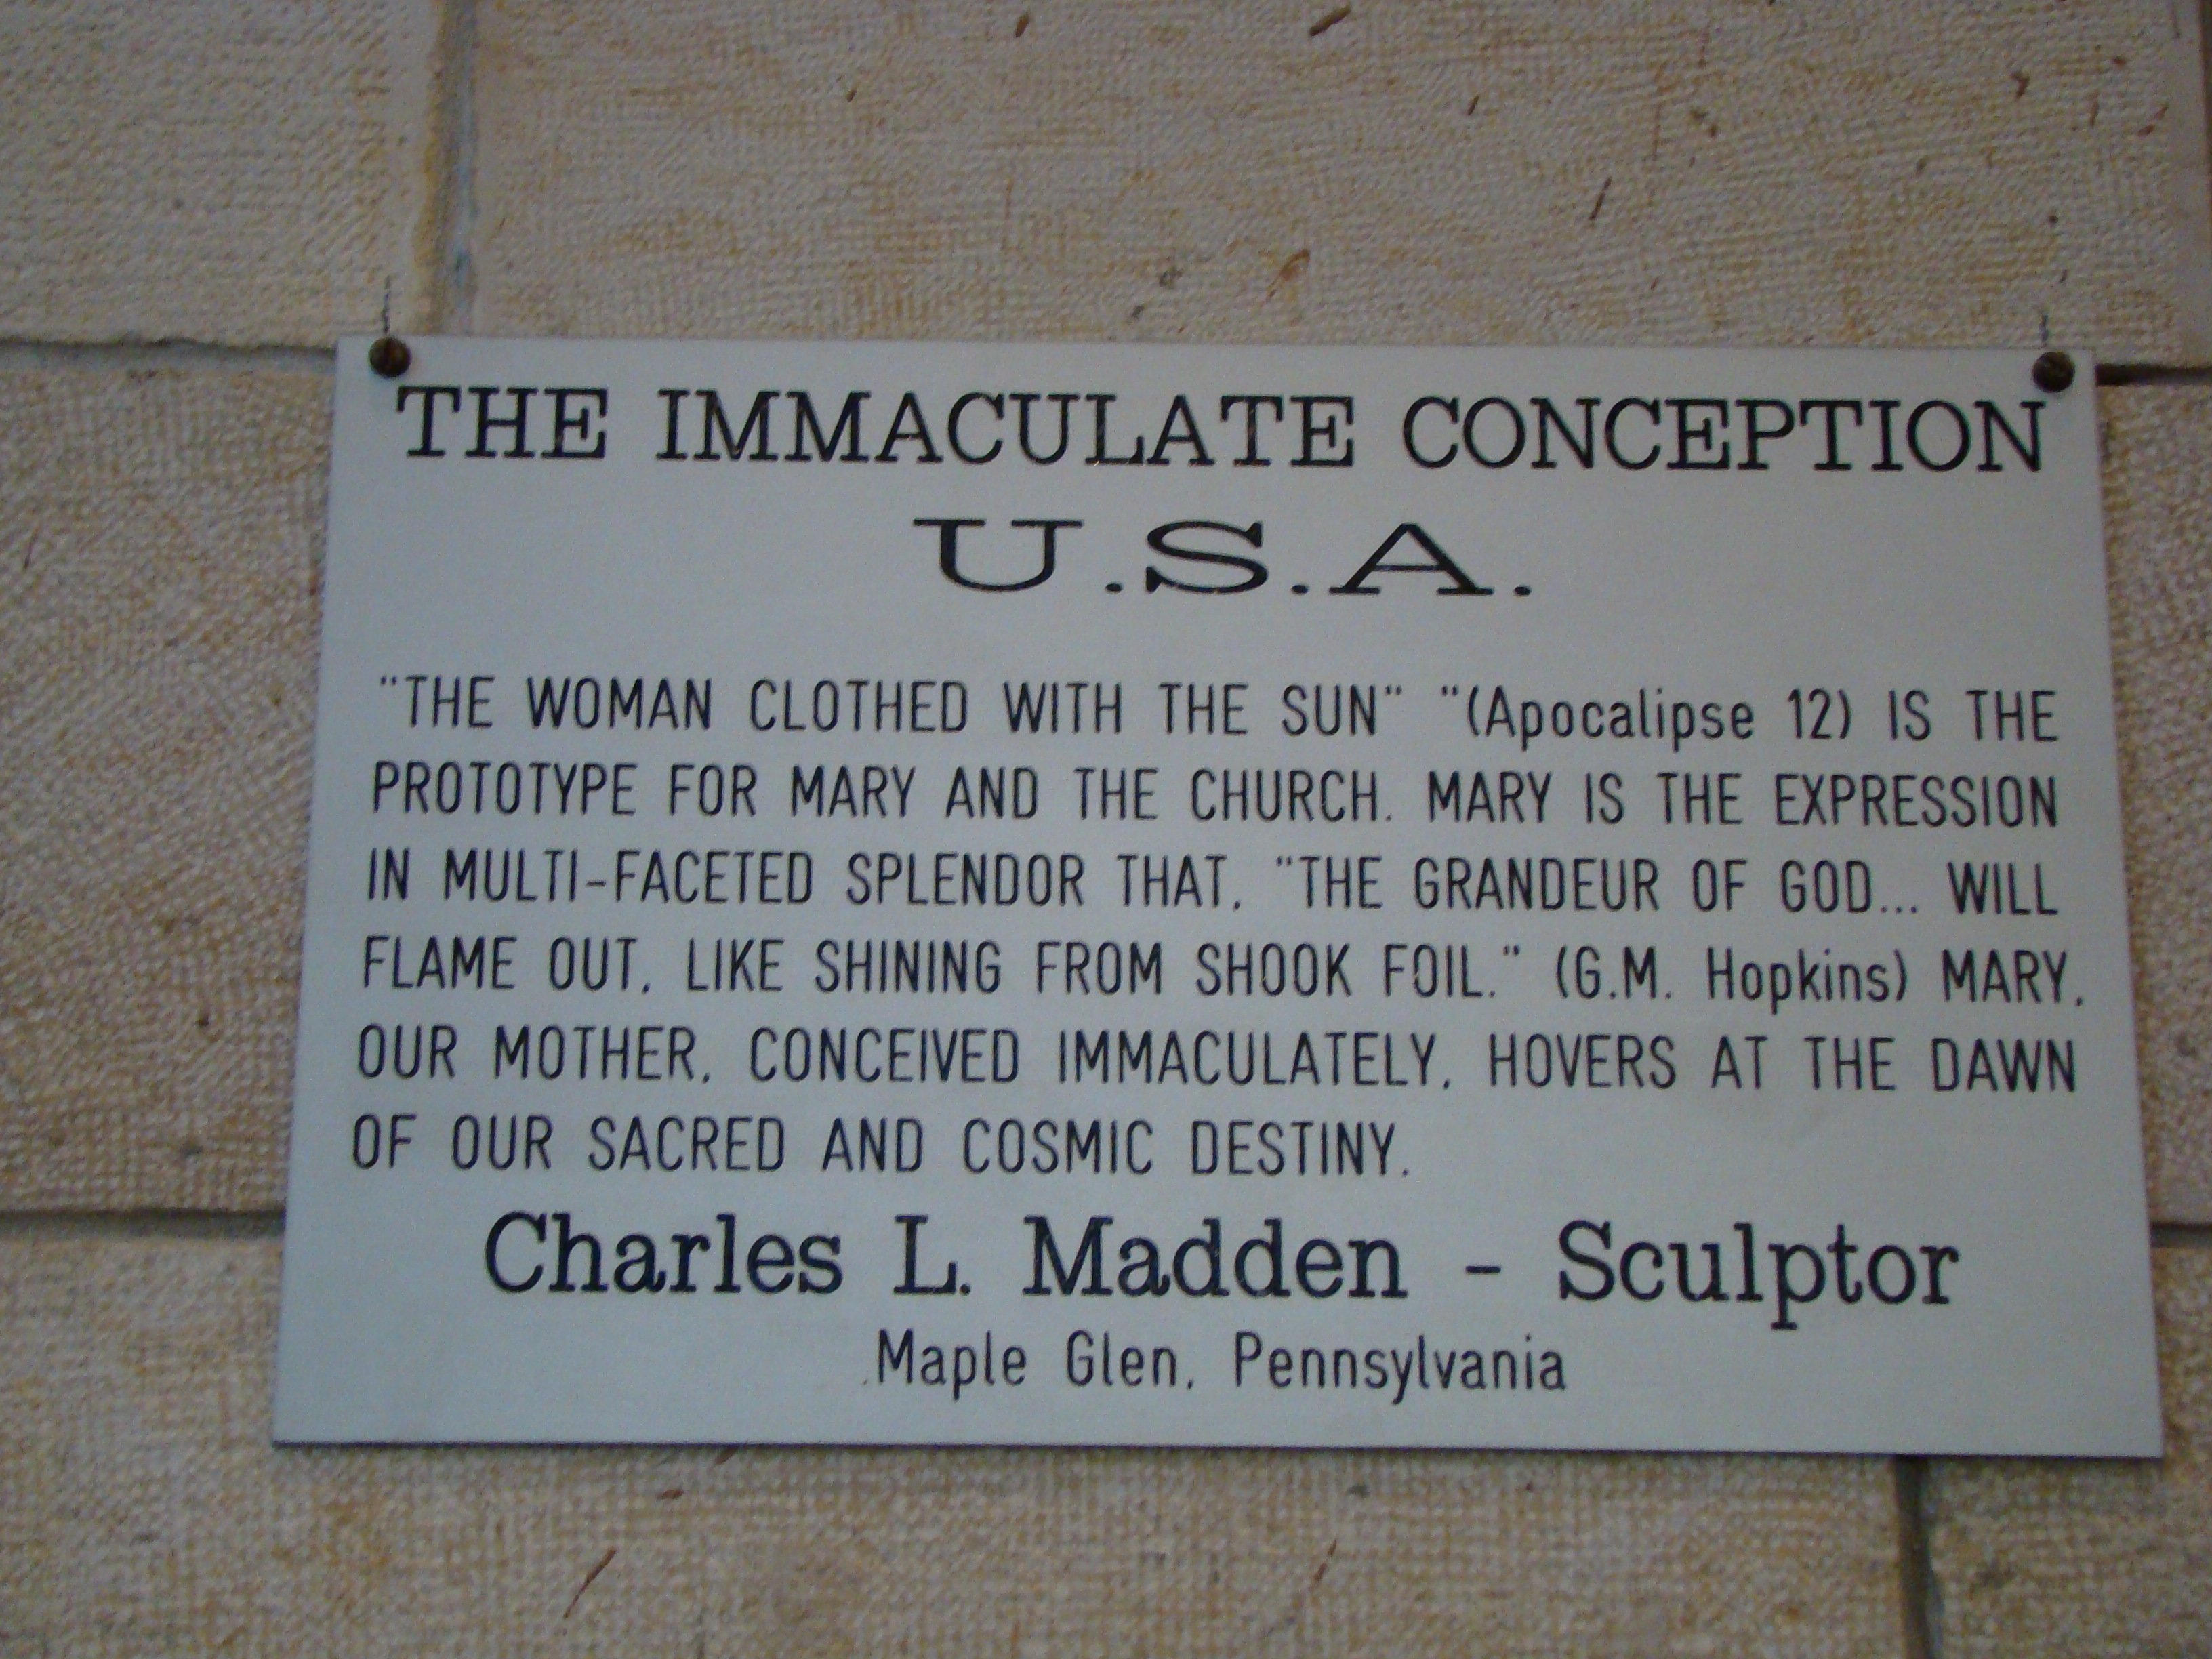 THE IMMACULATE CONCEPTION
U.S.A.
"THE WOMAN CLOTHED WITH THE SUN" "(Apocalipse 12) IS THE
PROTOTYPE FOR MARY AND THE CHURCH. MARY IS THE EXPRESSION
IN MULTI-FACETED SPLENDOR THAT, "THE GRANDEUR OF GOD... WILL
FLAME OUT, LIKE SHINING FROM SHOOK FOIL." (G.M. Hopkins) MARY,
OUR MOTHER, CONCEIVED IMMACULATELY, HOVERS AT THE DAWN
OF OUR SACRED AND COSMIC DESTINY.
Charles L. Madden - Sculptor
Maple Glen, Pennsylvania